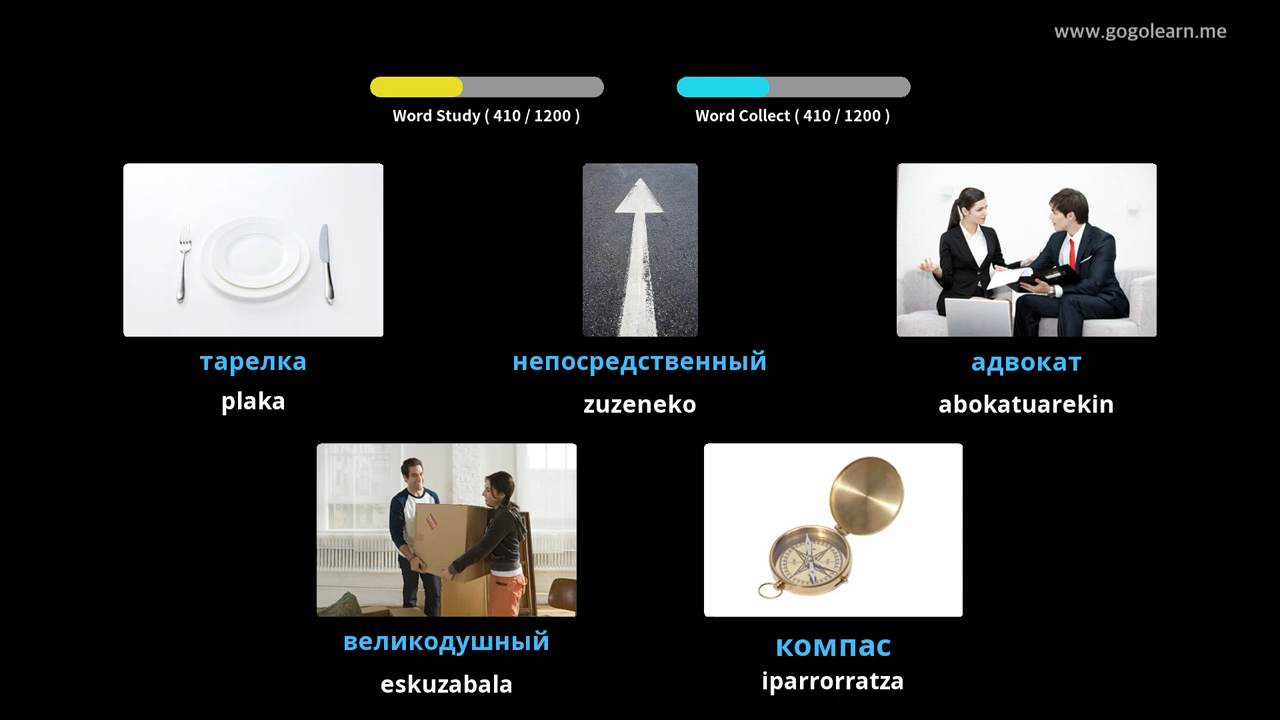 www.gogolearn.me
Word Study ( 410 / 1200 )
Word Collect ( 410 / 1200 )
тарелка
plaka
непосредственный
zuzeneko
адвокат
abokatuarekin
великодушный
eskuzabala
компас
iparrorratza